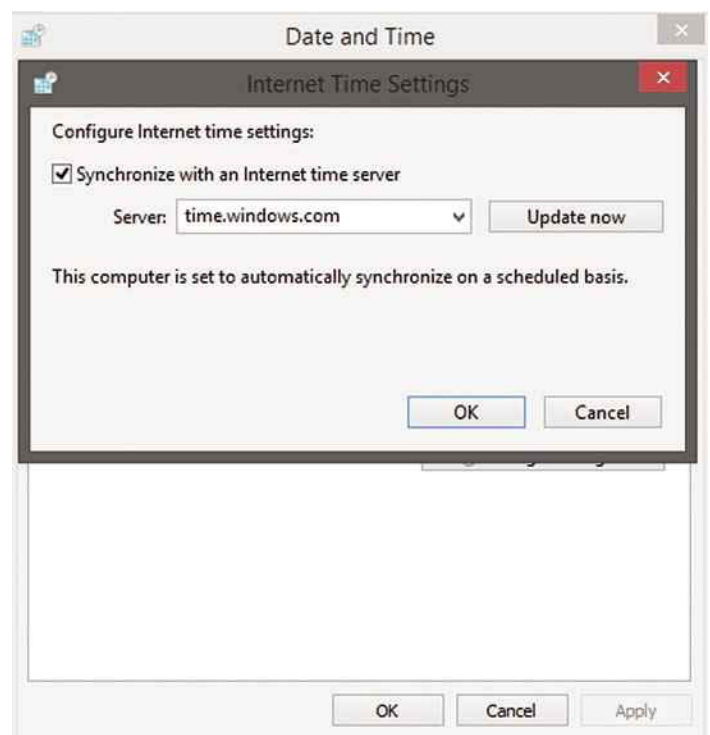 Date and Time
Internet Time Settings
Configure Internet time settings:
Synchronize with an Internet time server
Server: time.windows.com Update now
This computer is set to automatically synchronize on a scheduled basis.
OK Cancel
OK Cancel Apply